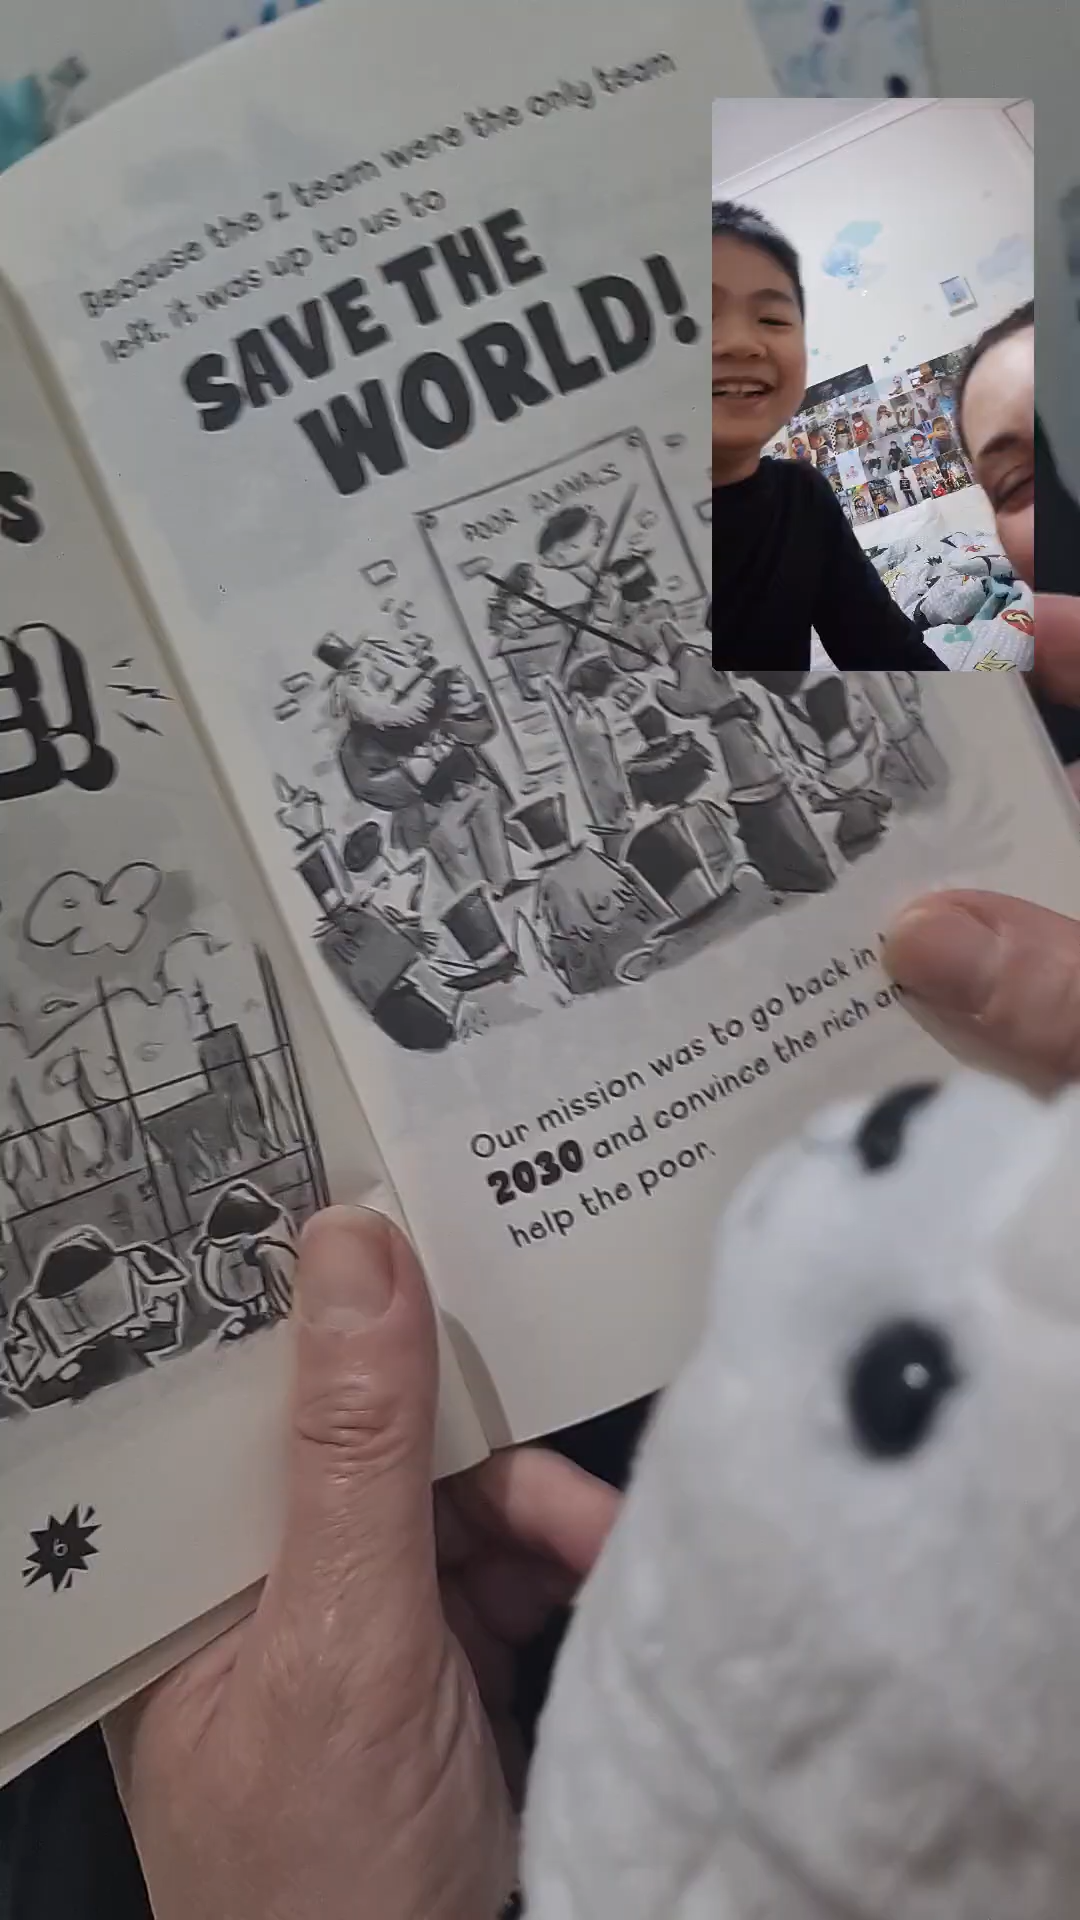 Because the Z team were the only team
left, it was up to us to
SAVE THE
WORLD!
POOR ANIMALS
Our mission was to go back in
2030 and convince the rich
help the poor.
6